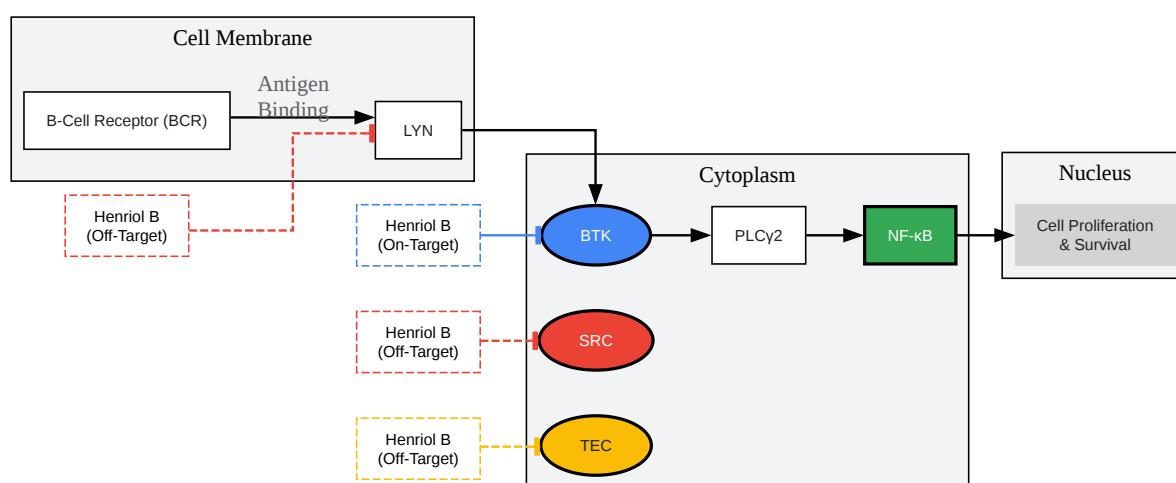 Cell Membrane
Antigen
Binding
B-Cell Receptor (BCR)
LYN
Henriol B
(Off-Target)
Cytoplasm
Henriol B
(On-Target)
BTK
PLCγ2
NF-κB
Nucleus
Cell Proliferation
& Survival
Henriol B
(Off-Target)
SRC
Henriol B
(Off-Target)
TEC